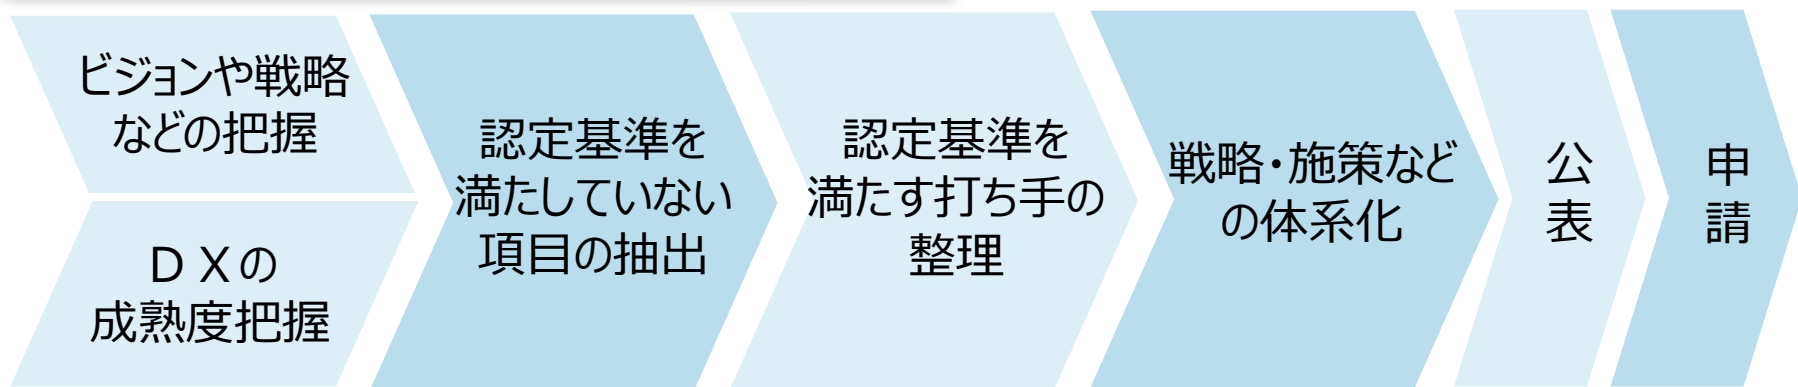 ビジョンや戦略
などの把握
ＤＸの
成熟度把握
認定基準を
満たしていない
項目の抽出
認定基準を
満たす打ち手の
整理
戦略・施策など
の体系化
公
表
申
請